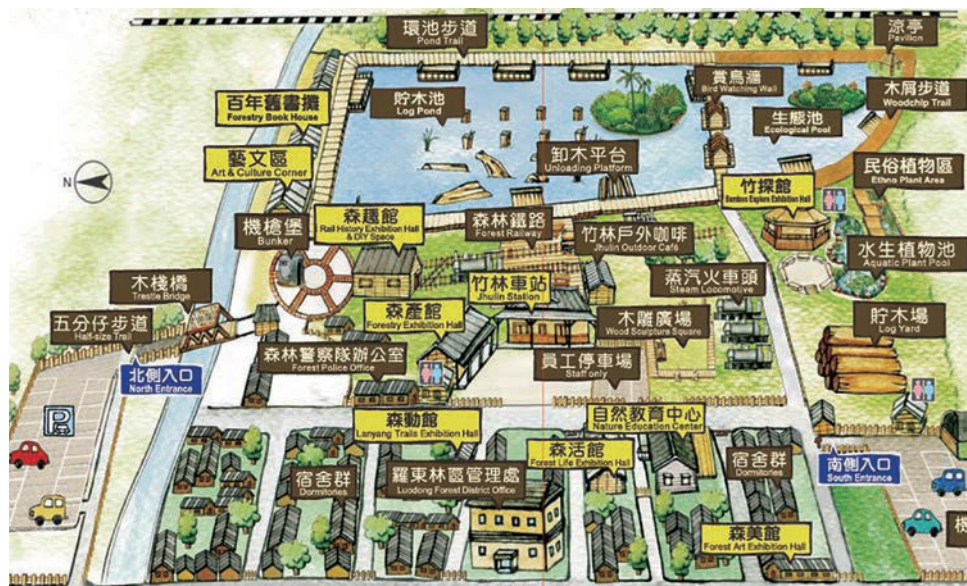 環池步道
Pond Trail
涼亭
Pavilion
賞鳥牆
Bird Watching Wall
木屑步道
Woodchip Trail
百年舊書攤
Forestry Book House
貯木池
Log Pond
生態池
Ecological Pool
藝文區
Art & Culture Corner
卸木平台
Unloading Platform
民俗植物區
Ethno Plant Area
N
竹探館
Bamboo Explore Exhibition Hall
機槍堡
Bunker
森趣館
Rail History Exhibition Hall
& DIY Space
森林鐵路
Forest Railway
竹林戶外咖啡
Jhulin Outdoor Café
水生植物池
Aquatic Plant Pool
木棧橋
Trestle Bridge
竹林車站
Jhulin Station
蒸汽火車頭
Steam Locomotive
五分仔步道
Half-size Trail
森產館
Forestry Exhibition Hall
木雕廣場
Wood Sculpture Square
貯木場
Log Yard
森林警察隊辦公室
Forest Police Office
員工停車場
Staff only
北側入口
North Entrance
P
森動館
Lanyang Trails Exhibition Hall
自然教育中心
Nature Education Center
宿舍群
Dormitories
羅東林區管理處
Luodong Forest District Office
森活館
Forest Life Exhibition Hall
宿舍群
Dormitories
南側入口
South Entrance
森美館
Forest Art Exhibition Hall